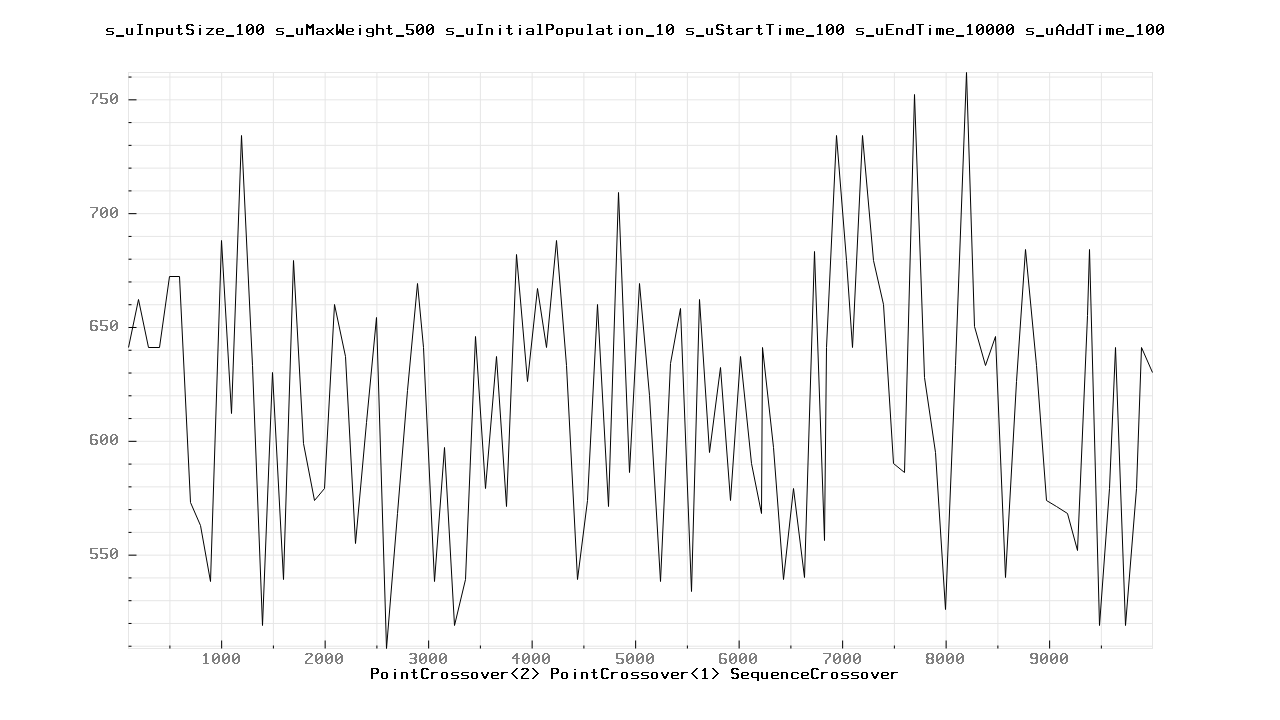 s_uInputSize_100 s_uMaxWeight_500 s_uInitialPopulation_10 s_uStartTime_100 s_uEndTime_10000 s_uAddTime_100
750
700
650
600
550
1000 2000 3000 4000 5000 6000 7000 8000 9000
PointCrossover<2> PointCrossover<1> SequenceCrossover